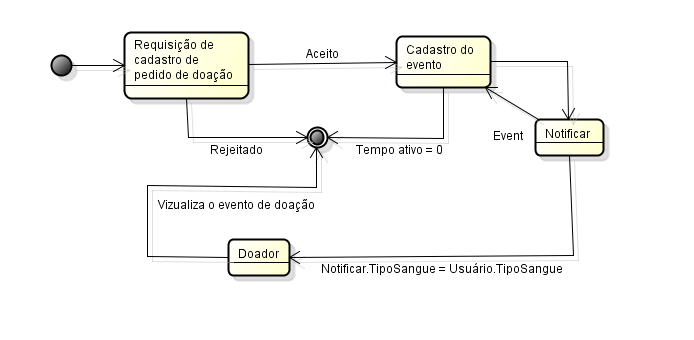 Requisição de
cadastro de
pedido de doação
Aceito
Cadastro do
evento
Notificar
Event
Rejeitado
Tempo ativo = 0
Vizualiza o evento de doação
Doador
Notificar.TipoSangue = Usuário.TipoSangue